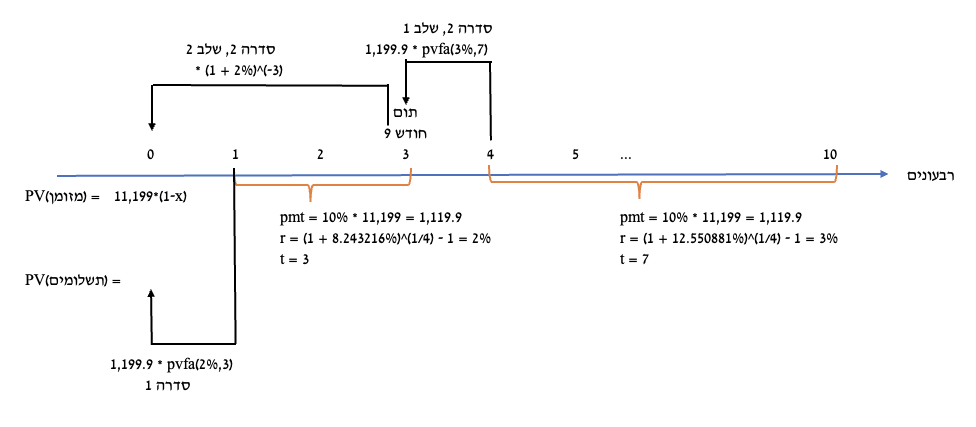 סדרה 2, שלב 1
1,199.9 * pvfa(3%,7)
סדרה 2, שלב 2
* (1 + 2%)^(-3)
תום
חודש 9
0 1 2 3 4 5 ... 10
רבעונים
PV(מזומן) = 11,199*(1-x)
pmt = 10% * 11,199 = 1,119.9
r = (1 + 8.243216%)^(1/4) - 1 = 2%
t = 3
pmt = 10% * 11,199 = 1,119.9
r = (1 + 12.550881%)^(1/4) - 1 = 3%
t = 7
PV(תשלומים) =
1,199.9 * pvfa(2%,3)
סדרה 1